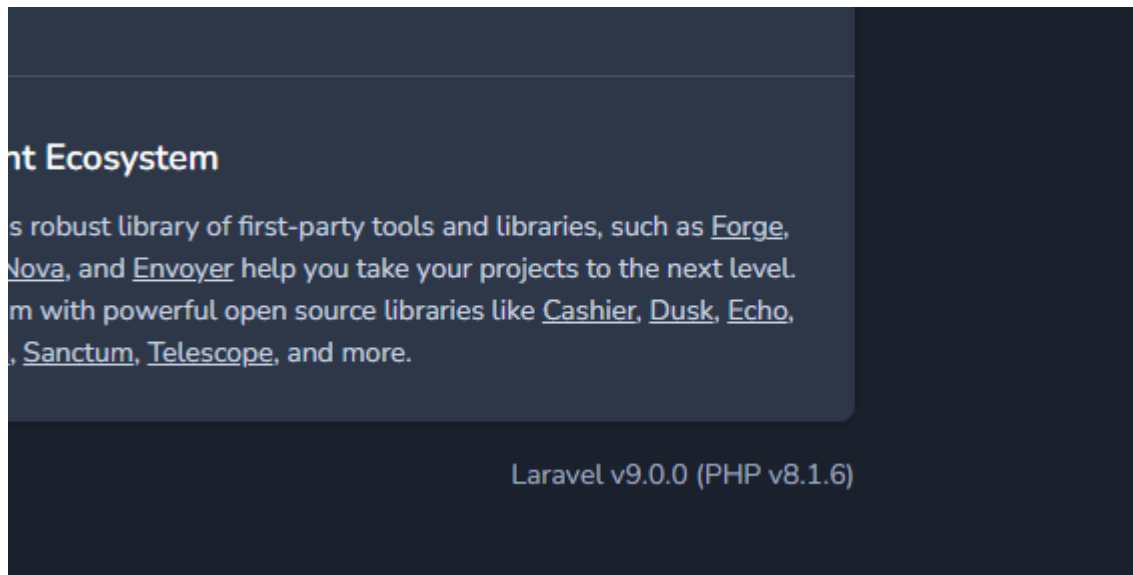 nt Ecosystem
s robust library of first-party tools and libraries, such as Forge,
Nova, and Envoyer help you take your projects to the next level.
m with powerful open source libraries like Cashier, Dusk, Echo,
, Sanctum, Telescope, and more.
Laravel v9.0.0 (PHP v8.1.6)